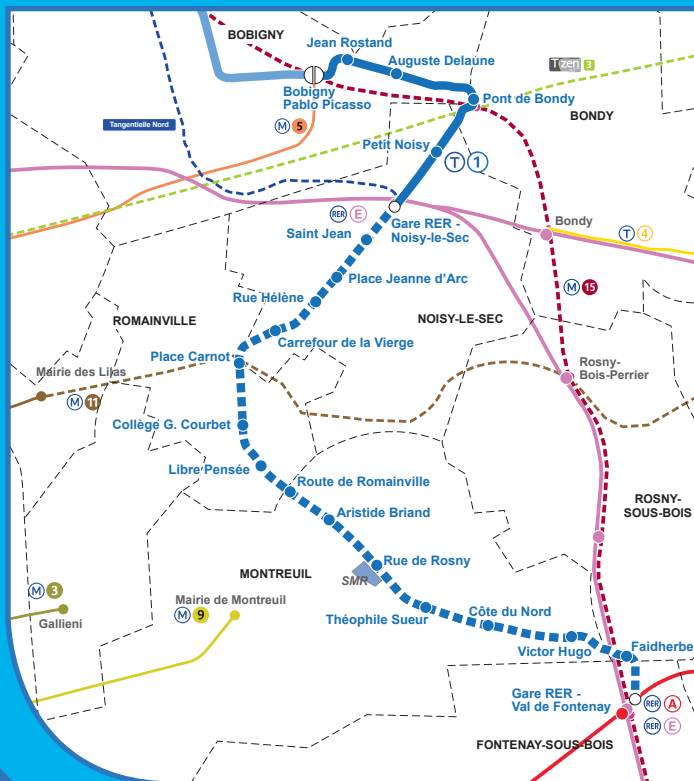 BOBIGNY
Jean Rostand
Auguste Delaune
Tzen 3
Bobigny
Pablo Picasso
Pont de Bondy
BONDY
Tangentielle Nord
M 5
Petit Noisy
T 1
RER E
Gare RER -
Noisy-le-Sec
Bondy
T 4
Saint Jean
Place Jeanne d'Arc
M 15
Rue Hélène
ROMAINVILLE
NOISY-LE-SEC
Carrefour de la Vierge
Place Carnot
Mairie des Lilas
Rosny-
Bois-Perrier
M 11
Collège G. Courbet
Libre Pensée
Route de Romainville
ROSNY-
SOUS-BOIS
Aristide Briand
Rue de Rosny
MONTREUIL
SMR
M 3
Gallieni
Mairie de Montreuil
M 9
Théophile Sueur
Côte du Nord
Victor Hugo
Faidherbe
Gare RER -
Val de Fontenay
RER A
RER E
FONTENAY-SOUS-BOIS